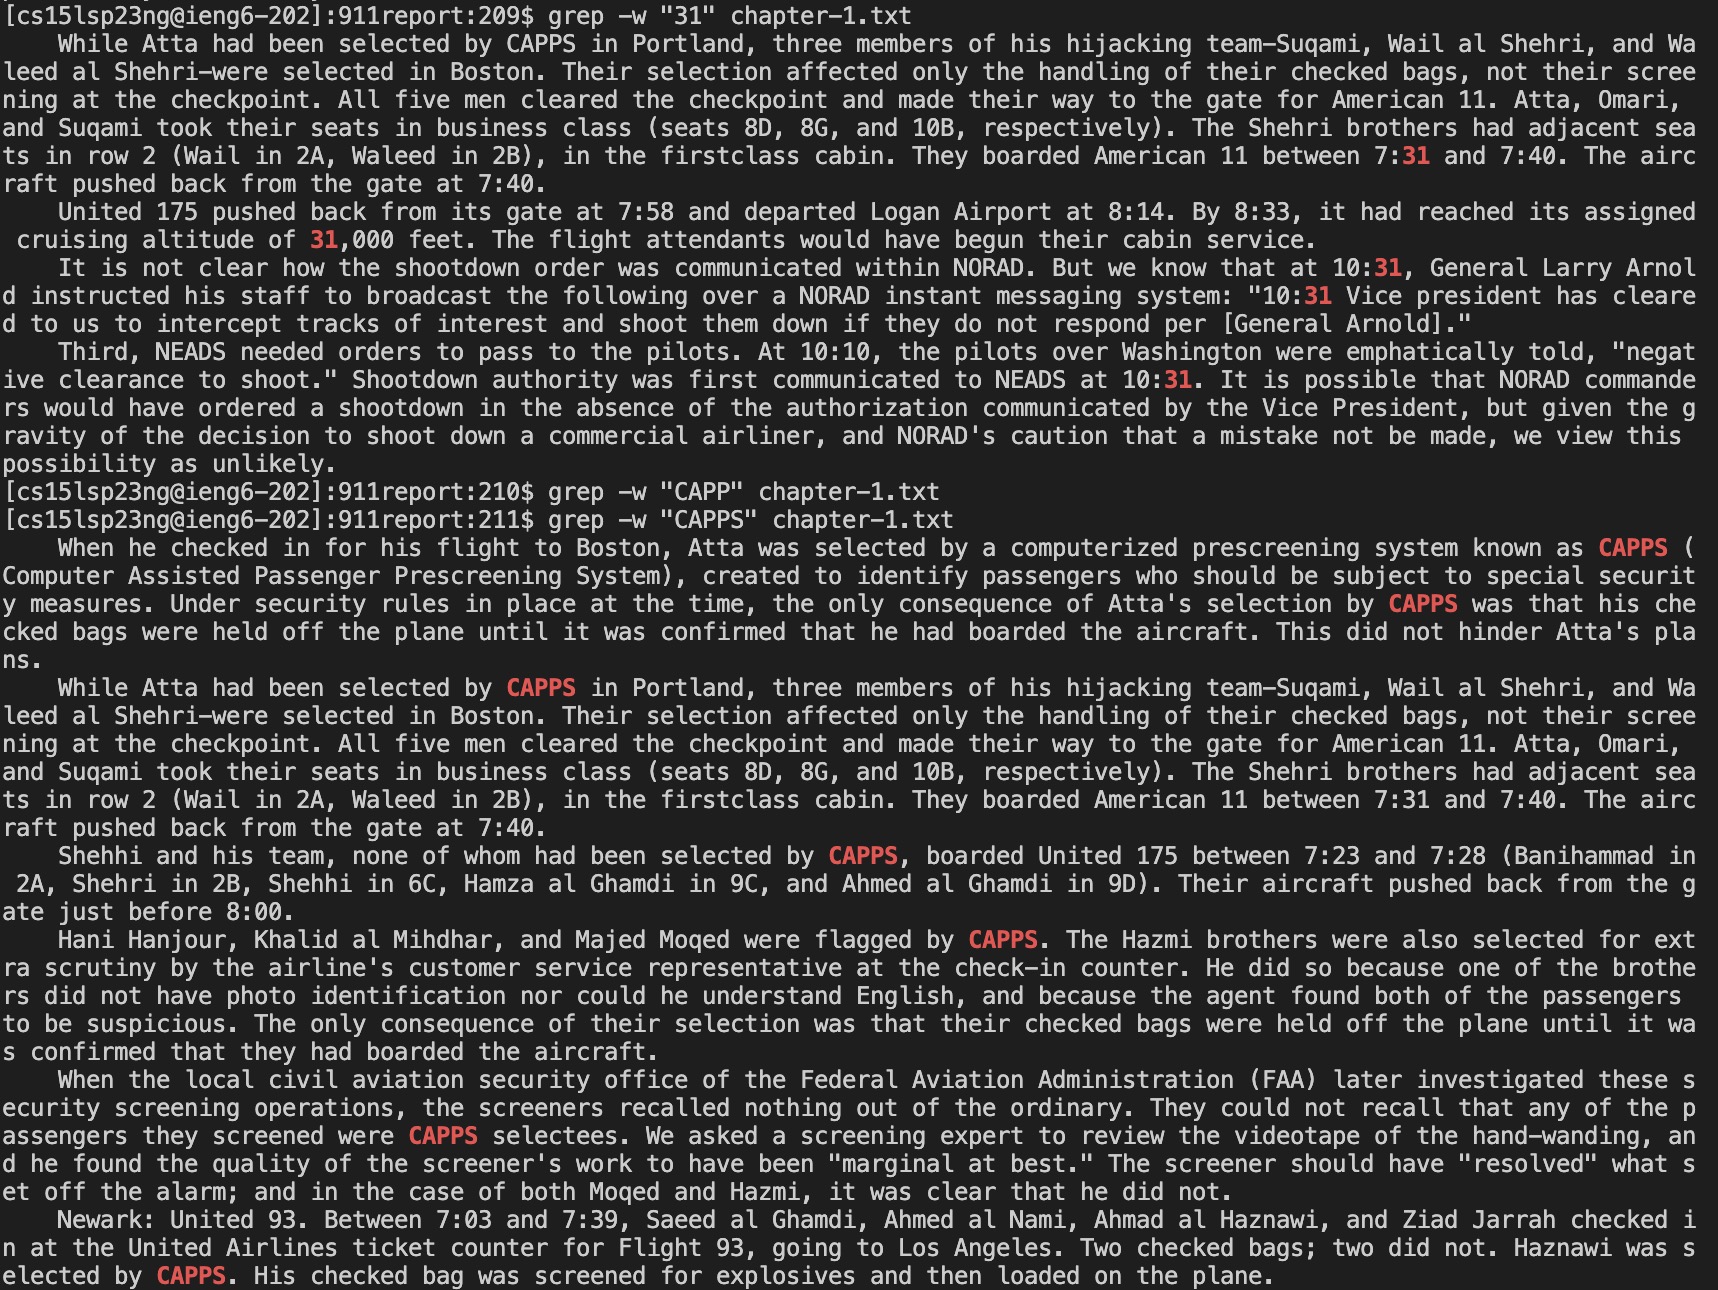 [cs15lsp23ng@ieng6-202]:911report:209$ grep -w "31" chapter-1.txt
    While Atta had been selected by CAPPS in Portland, three members of his hijacking team-Suqami, Wail al Shehri, and Wa
leed al Shehri-were selected in Boston. Their selection affected only the handling of their checked bags, not their scree
ning at the checkpoint. All five men cleared the checkpoint and made their way to the gate for American 11. Atta, Omari,
and Suqami took their seats in business class (seats 8D, 8G, and 10B, respectively). The Shehri brothers had adjacent sea
ts in row 2 (Wail in 2A, Waleed in 2B), in the firstclass cabin. They boarded American 11 between 7:31 and 7:40. The airc
raft pushed back from the gate at 7:40.
    United 175 pushed back from its gate at 7:58 and departed Logan Airport at 8:14. By 8:33, it had reached its assigned
 cruising altitude of 31,000 feet. The flight attendants would have begun their cabin service.
    It is not clear how the shootdown order was communicated within NORAD. But we know that at 10:31, General Larry Arnol
d instructed his staff to broadcast the following over a NORAD instant messaging system: "10:31 Vice president has cleare
d to us to intercept tracks of interest and shoot them down if they do not respond per [General Arnold]."
    Third, NEADS needed orders to pass to the pilots. At 10:10, the pilots over Washington were emphatically told, "negat
ive clearance to shoot." Shootdown authority was first communicated to NEADS at 10:31. It is possible that NORAD commande
rs would have ordered a shootdown in the absence of the authorization communicated by the Vice President, but given the g
ravity of the decision to shoot down a commercial airliner, and NORAD's caution that a mistake not be made, we view this
possibility as unlikely.
[cs15lsp23ng@ieng6-202]:911report:210$ grep -w "CAPP" chapter-1.txt
[cs15lsp23ng@ieng6-202]:911report:211$ grep -w "CAPPS" chapter-1.txt
    When he checked in for his flight to Boston, Atta was selected by a computerized prescreening system known as CAPPS (
Computer Assisted Passenger Prescreening System), created to identify passengers who should be subject to special securit
y measures. Under security rules in place at the time, the only consequence of Atta's selection by CAPPS was that his che
cked bags were held off the plane until it was confirmed that he had boarded the aircraft. This did not hinder Atta's pla
ns.
    While Atta had been selected by CAPPS in Portland, three members of his hijacking team-Suqami, Wail al Shehri, and Wa
leed al Shehri-were selected in Boston. Their selection affected only the handling of their checked bags, not their scree
ning at the checkpoint. All five men cleared the checkpoint and made their way to the gate for American 11. Atta, Omari,
and Suqami took their seats in business class (seats 8D, 8G, and 10B, respectively). The Shehri brothers had adjacent sea
ts in row 2 (Wail in 2A, Waleed in 2B), in the firstclass cabin. They boarded American 11 between 7:31 and 7:40. The airc
raft pushed back from the gate at 7:40.
    Shehhi and his team, none of whom had been selected by CAPPS, boarded United 175 between 7:23 and 7:28 (Banihammad in
 2A, Shehri in 2B, Shehhi in 6C, Hamza al Ghamdi in 9C, and Ahmed al Ghamdi in 9D). Their aircraft pushed back from the g
ate just before 8:00.
    Hani Hanjour, Khalid al Mihdhar, and Majed Moqed were flagged by CAPPS. The Hazmi brothers were also selected for ext
ra scrutiny by the airline's customer service representative at the check-in counter. He did so because one of the brothe
rs did not have photo identification nor could he understand English, and because the agent found both of the passengers
to be suspicious. The only consequence of their selection was that their checked bags were held off the plane until it wa
s confirmed that they had boarded the aircraft.
    When the local civil aviation security office of the Federal Aviation Administration (FAA) later investigated these s
ecurity screening operations, the screeners recalled nothing out of the ordinary. They could not recall that any of the p
assengers they screened were CAPPS selectees. We asked a screening expert to review the videotape of the hand-wanding, an
d he found the quality of the screener's work to have been "marginal at best." The screener should have "resolved" what s
et off the alarm; and in the case of both Moqed and Hazmi, it was clear that he did not.
    Newark: United 93. Between 7:03 and 7:39, Saeed al Ghamdi, Ahmed al Nami, Ahmad al Haznawi, and Ziad Jarrah checked i
n at the United Airlines ticket counter for Flight 93, going to Los Angeles. Two checked bags; two did not. Haznawi was s
elected by CAPPS. His checked bag was screened for explosives and then loaded on the plane.